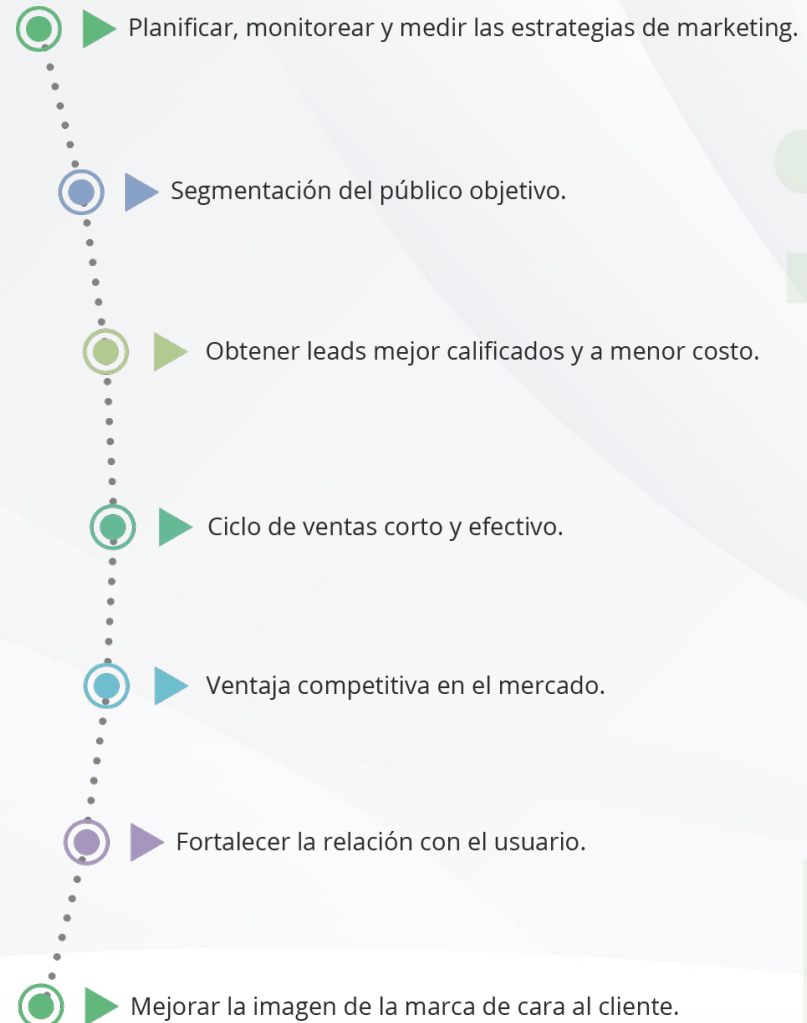 Planificar, monitorear y medir las estrategias de marketing.
Segmentación del público objetivo.
Obtener leads mejor calificados y a menor costo.
Ciclo de ventas corto y efectivo.
Ventaja competitiva en el mercado.
Fortalecer la relación con el usuario.
Mejorar la imagen de la marca de cara al cliente.